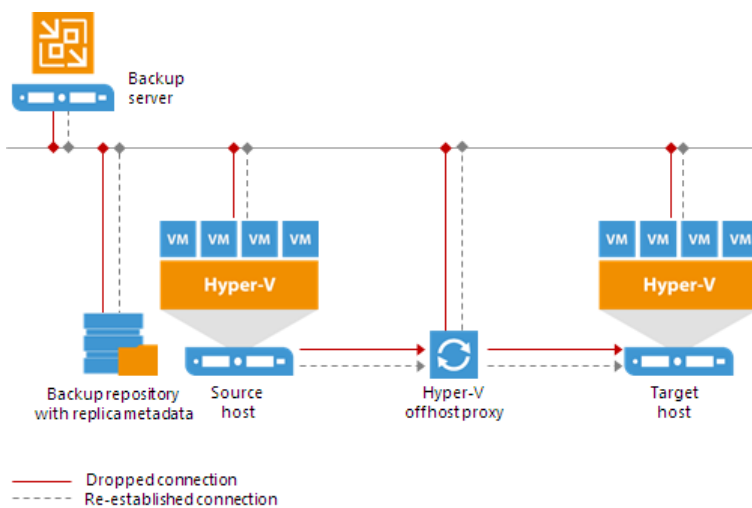 Backup
server
VM VM VM VM
Hyper-V
VM VM VM VM
Hyper-V
Backup repository
with replica metadata
Source
host
Hyper-V
offhost proxy
Target
host
Dropped connection
Re-established connection